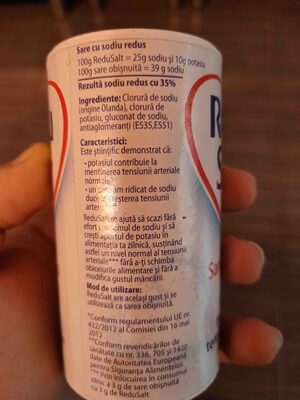 Sare cu sodiu redus
100g ReduSalt = 25g sodiu și 10g potasiu
100g sare obișnuită = 39 g sodiu
Rezultă sodiu redus cu 35%
Ingrediente: Clorură de sodiu
(origine Olanda), clorură de
potasiu, gluconat de sodiu,
antiaglomeranți (E535,E551)
Caracteristici:
Este științific demonstrat că:
• potasiul contribuie la
menținerea tensiunii arteriale
normale
• un consum ridicat de sodiu
duce la creșterea tensiunii
arteriale
ReduSalt te ajută să scazi fără
efort consumul de sodiu și să
crești aportul de potasiu în
alimentația ta zilnică, susținând
astfel un nivel normal al tensiunii
arteriale*** fără a-ți schimba
obiceiurile alimentare și fără a
modifica gustul mâncării.
Mod de utilizare:
ReduSalt are același gust și se
utilizează ca sarea obișnuită.
*Conform regulamentului UE nr.
432/2012 al Comisiei din 16 mai
2012
**Conform revendicărilor de
sănătate cu nr. 336, 705 și 1420
date de Autoritatea Europeană
pentru Siguranța Alimentelor
*** Prin înlocuirea în consumul
zilnic a 3 g de sare obișnuită
cu 3 g de ReduSalt